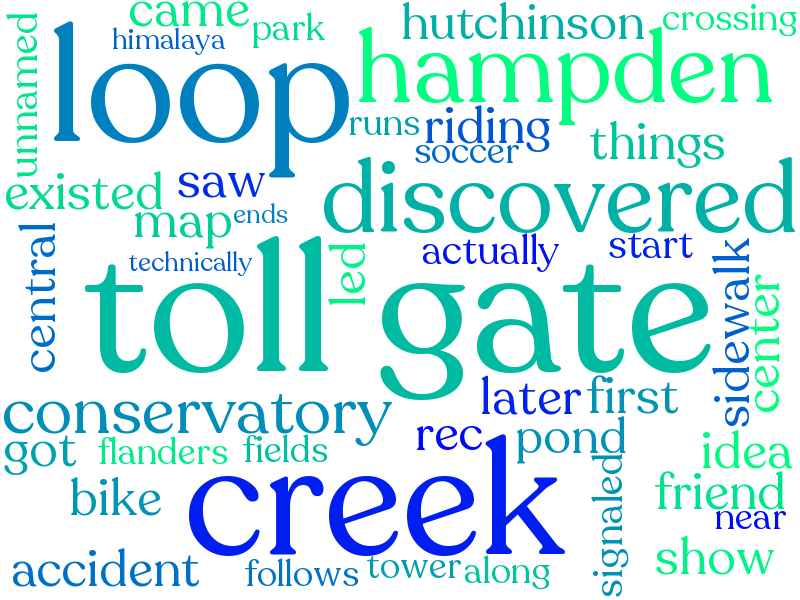 came
himalaya
park
hutchinson
crossing
unnamed
loop
hampden
runs
riding
soccer
things
existed
saw
map
ends
discovered
central
technically
led
actually
start
toll gate
sidewalk
center
conservatory
later
first
got
flanders
fields
rec
pond
idea
bike
creek
signaled
friend
near
accident
follows
tower
along
show